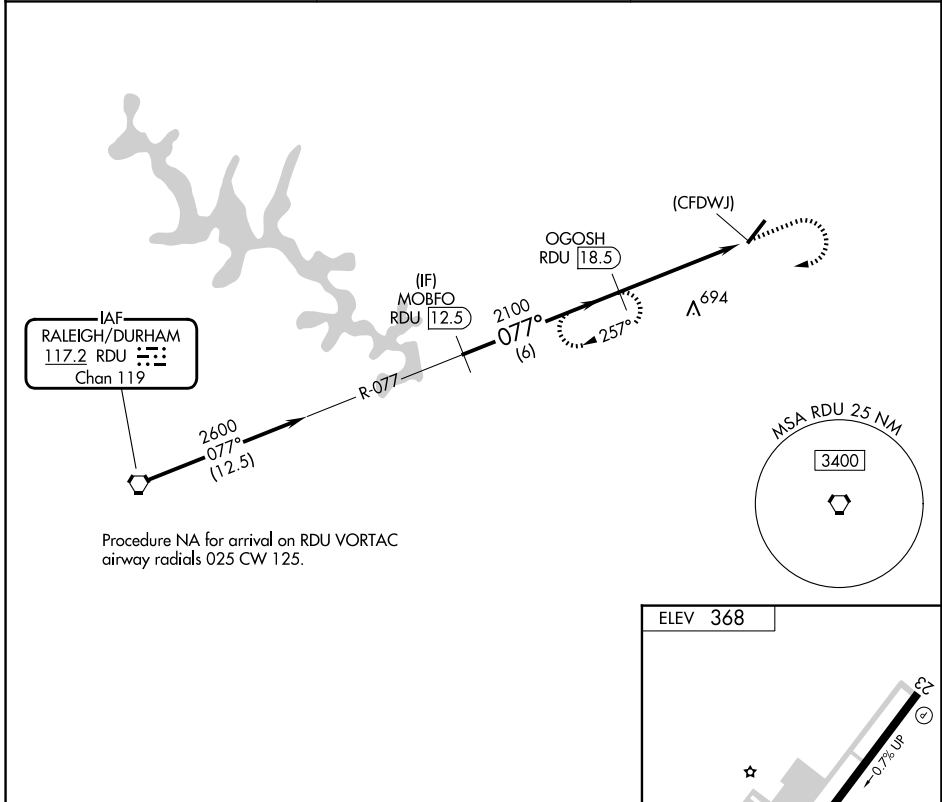 (CFDWJ)
OGOSH
RDU 18.5
(IF)
MOBFO
RDU 12.5
694
2100
077°
(6)
257°
IAF
RALEIGH/DURHAM
117.2 RDU
Chan 119
R-077
2600
077°
(12.5)
MSA RDU 25 NM
3400
Procedure NA for arrival on RDU VORTAC
airway radials 025 CW 125.
ELEV 368
23
P
0.7% UP